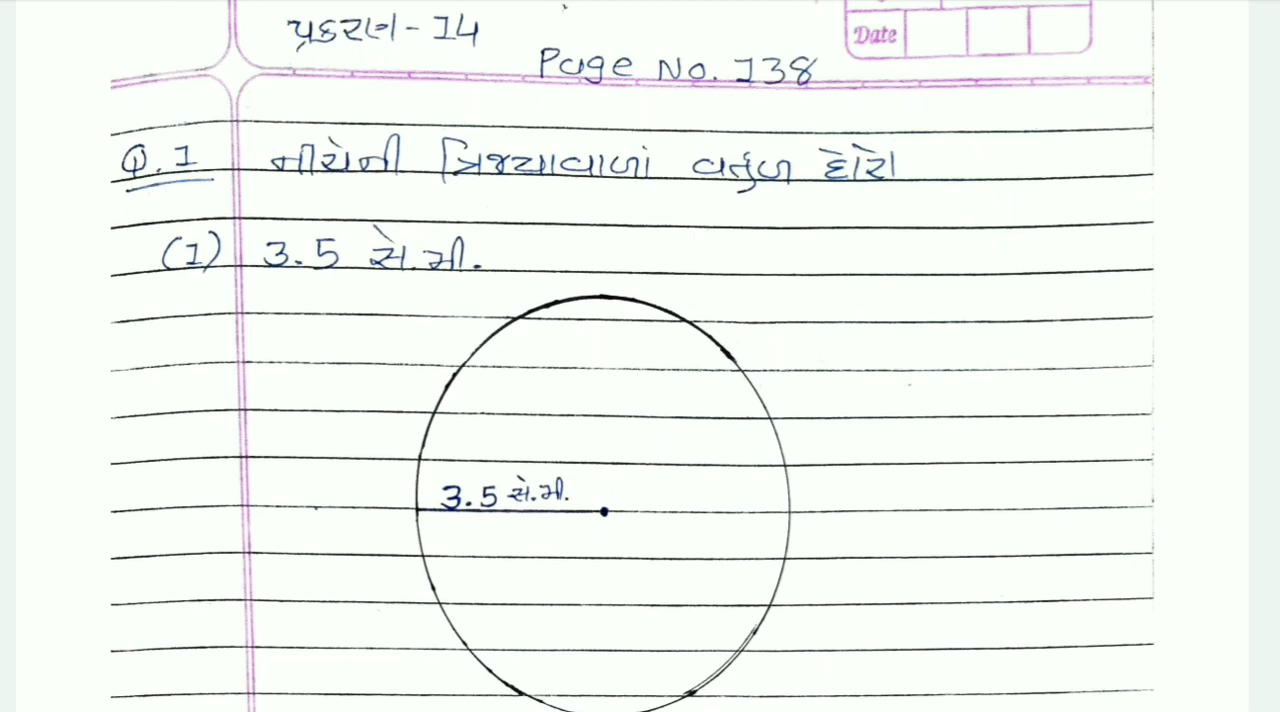 પ્રકરણ - 14
Date
Page No. 138
Q.1 નીચેની ત્રિજ્યાવાળાં વર્તુળ દોરો
(1) 3.5 સે.મી.
3.5 સે.મી.